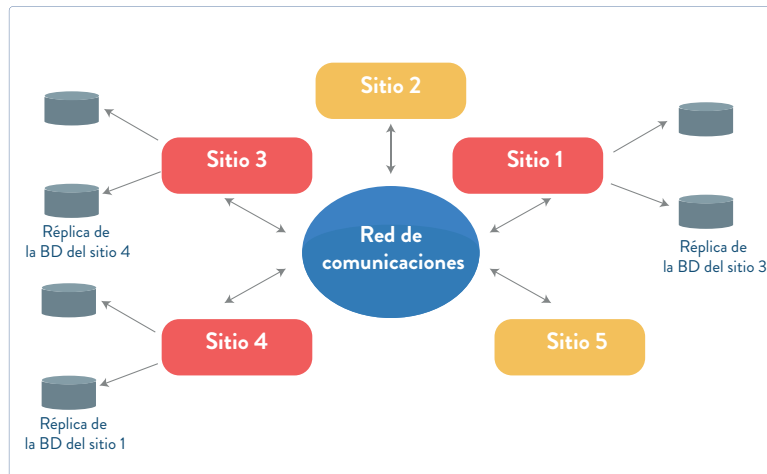 Sitio 2
Sitio 3
Sitio 1
Réplica de
la BD del sitio 4
Red de
comunicaciones
Réplica de
la BD del sitio 3
Sitio 4
Sitio 5
Réplica de
la BD del sitio 1